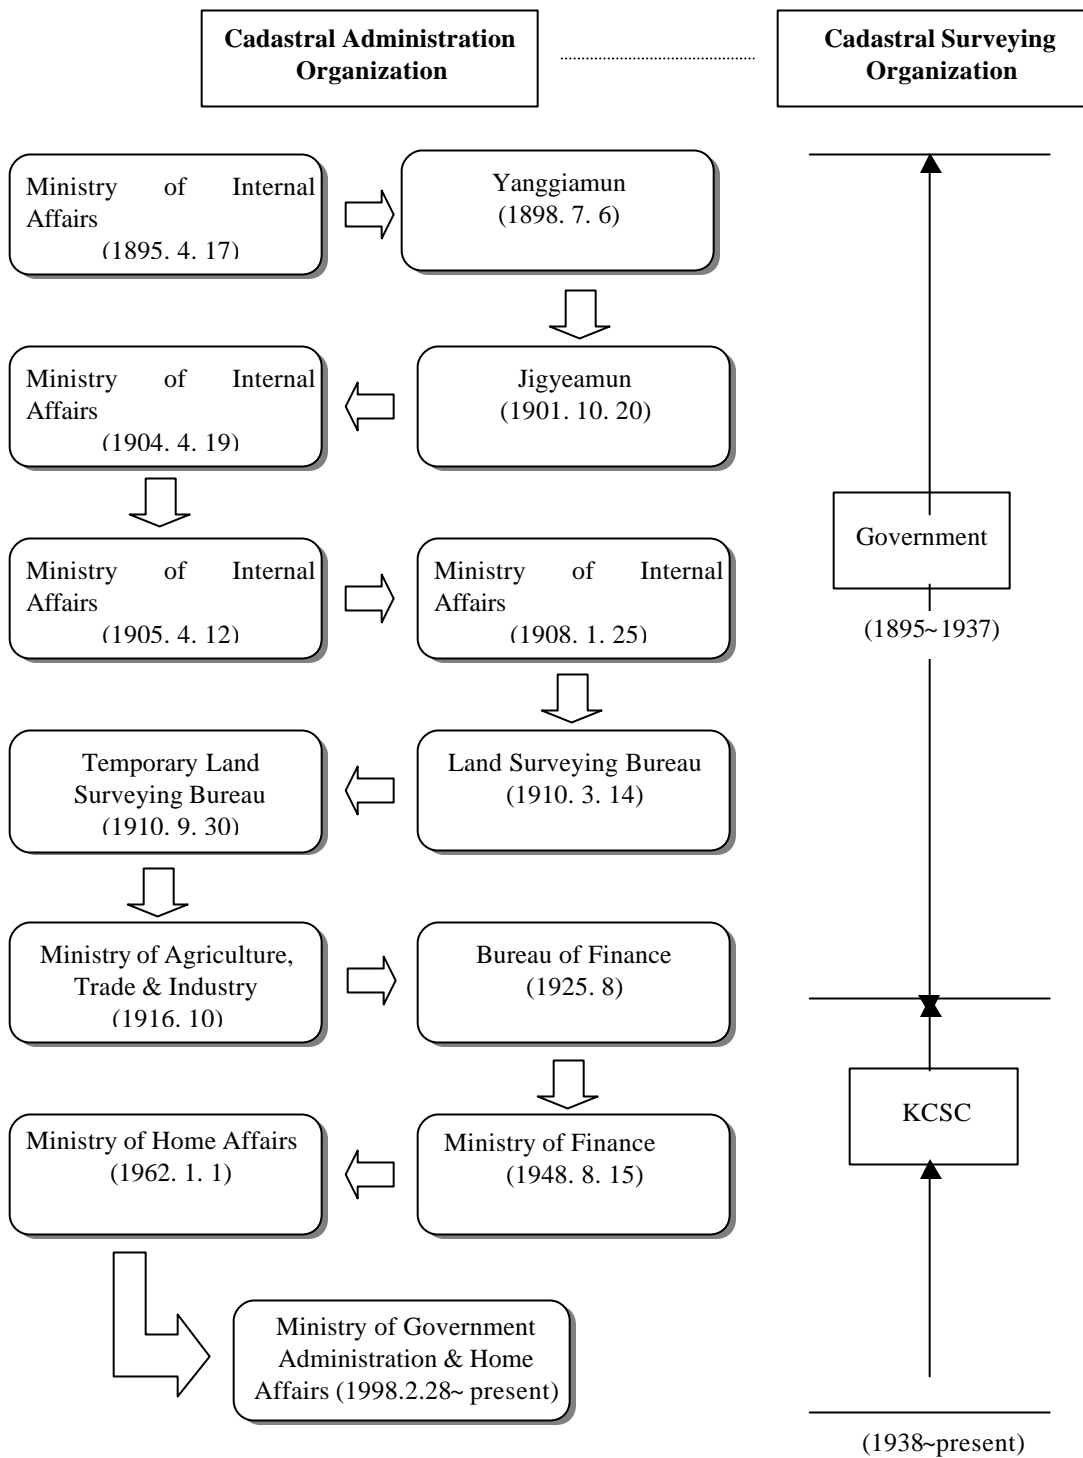 Cadastral Administration
Organization
Cadastral Surveying
Organization
Ministry of Internal
Affairs
(1895. 4. 17)
Yanggiamun
(1898. 7. 6)
Ministry of Internal
Affairs
(1904. 4. 19)
Jigyeamun
(1901. 10. 20)
Ministry of Internal
Affairs
(1905. 4. 12)
Ministry of Internal
Affairs
(1908. 1. 25)
Government
(1895~1937)
Temporary Land
Surveying Bureau
(1910. 9. 30)
Land Surveying Bureau
(1910. 3. 14)
Ministry of Agriculture,
Trade & Industry
(1916. 10)
Bureau of Finance
(1925. 8)
KCSC
Ministry of Home Affairs
(1962. 1. 1)
Ministry of Finance
(1948. 8. 15)
Ministry of Government
Administration & Home
Affairs (1998.2.28~ present)
(1938~present)